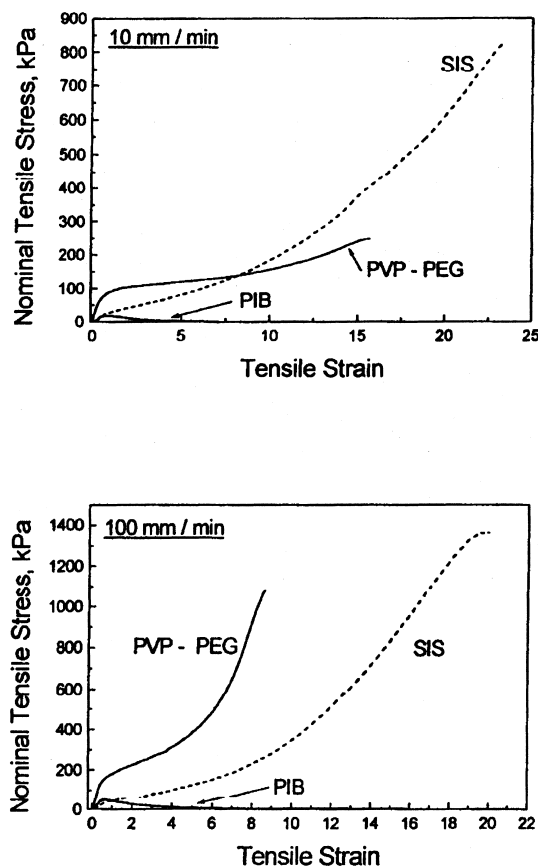 10 mm / min
Nominal Tensile Stress, kPa
900
800
700
600
500
400
300
200
100
0
SIS
PVP - PEG
PIB
0 5 10 15 20 25
Tensile Strain
100 mm / min
Nominal Tensile Stress, kPa
1400
1200
1000
800
600
400
200
0
PVP - PEG
SIS
PIB
0 2 4 6 8 10 12 14 16 18 20 22
Tensile Strain